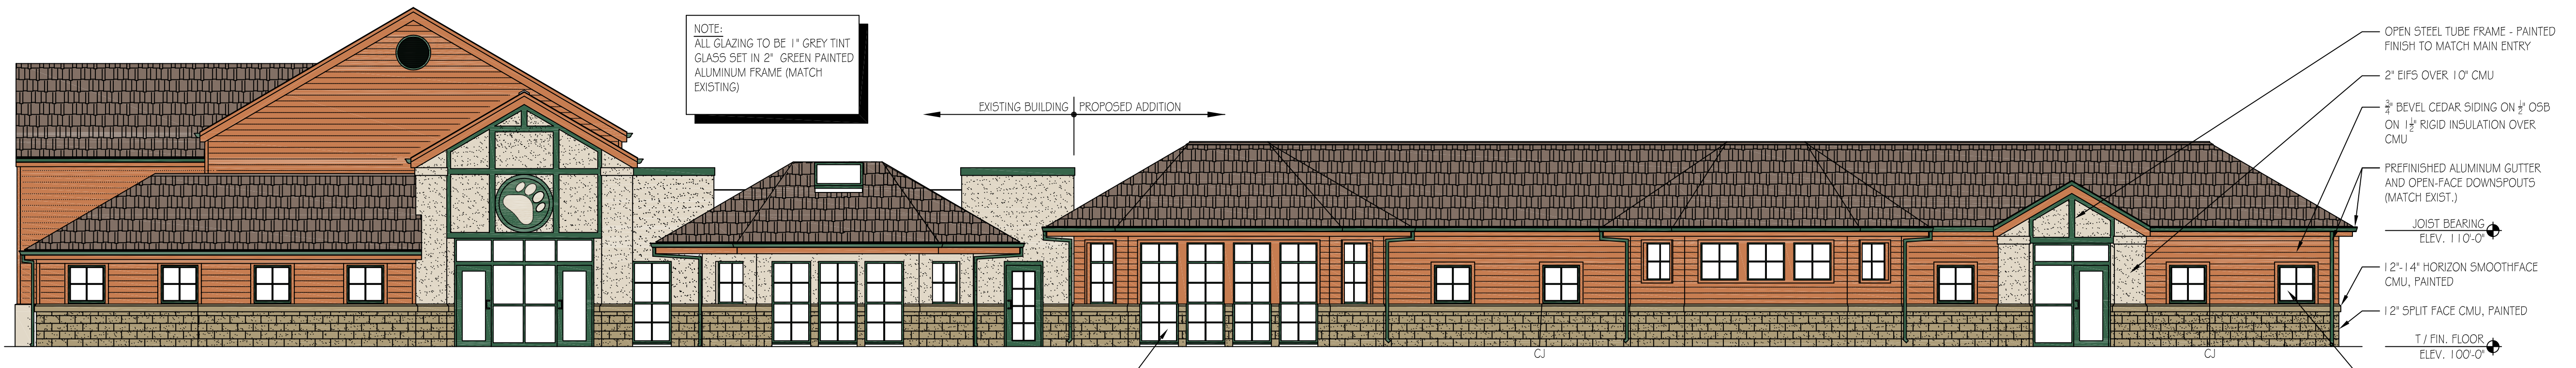 NOTE:
ALL GLAZING TO BE 1" GREY TINT
GLASS SET IN 2" GREEN PAINTED
ALUMINUM FRAME (MATCH
EXISTING)
EXISTING BUILDING
PROPOSED ADDITION
OPEN STEEL TUBE FRAME - PAINTED
FINISH TO MATCH MAIN ENTRY
2" EIFS OVER 10" CMU
3/4" BEVEL CEDAR SIDING ON 1/2" OSB
ON 1 1/2" RIGID INSULATION OVER
CMU
PREFINISHED ALUMINUM GUTTER
AND OPEN-FACE DOWNSPOUTS
(MATCH EXIST.)
JOIST BEARING
ELEV. 110'-0"
12"-14" HORIZON SMOOTHFACE
CMU, PAINTED
12" SPLIT FACE CMU, PAINTED
T / FIN. FLOOR
ELEV. 100'-0"
CJ
CJ